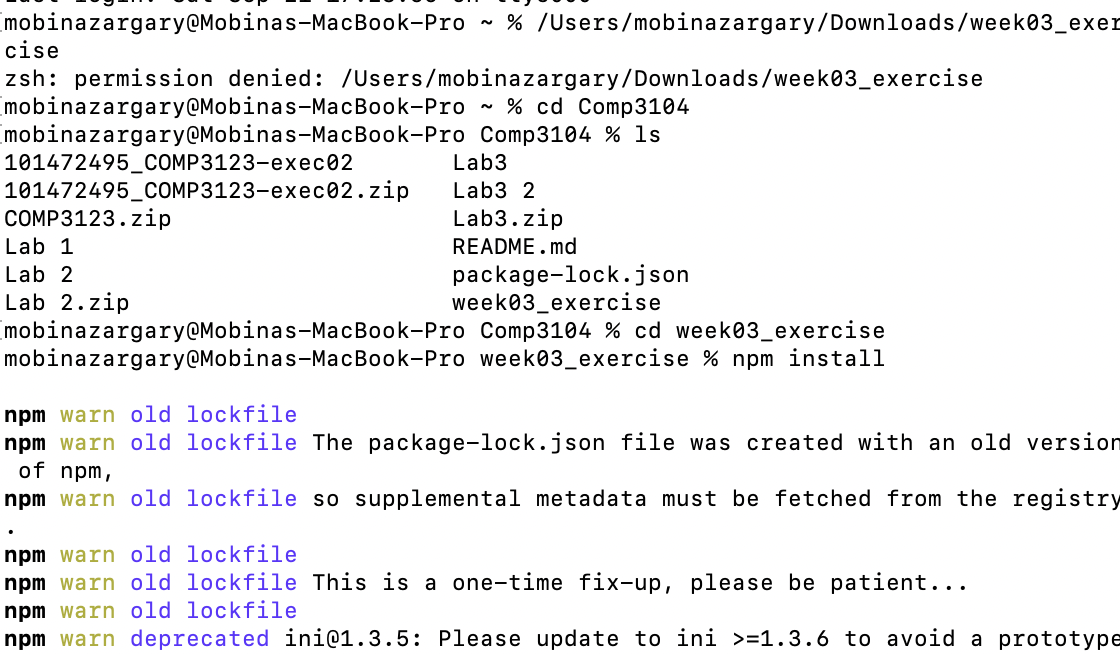 mobinazargary@Mobinas-MacBook-Pro ~ % /Users/mobinazargary/Downloads/week03_exer
cise
zsh: permission denied: /Users/mobinazargary/Downloads/week03_exercise
mobinazargary@Mobinas-MacBook-Pro ~ % cd Comp3104
mobinazargary@Mobinas-MacBook-Pro Comp3104 % ls
101472495_COMP3123-exec02 Lab3
101472495_COMP3123-exec02.zip Lab3 2
COMP3123.zip Lab3.zip
Lab 1 README.md
Lab 2 package-lock.json
Lab 2.zip week03_exercise
mobinazargary@Mobinas-MacBook-Pro Comp3104 % cd week03_exercise
mobinazargary@Mobinas-MacBook-Pro week03_exercise % npm install
npm warn old lockfile
npm warn old lockfile The package-lock.json file was created with an old version
of npm,
npm warn old lockfile so supplemental metadata must be fetched from the registry
.
npm warn old lockfile
npm warn old lockfile This is a one-time fix-up, please be patient...
npm warn old lockfile
npm warn deprecated ini@1.3.5: Please update to ini >=1.3.6 to avoid a prototype